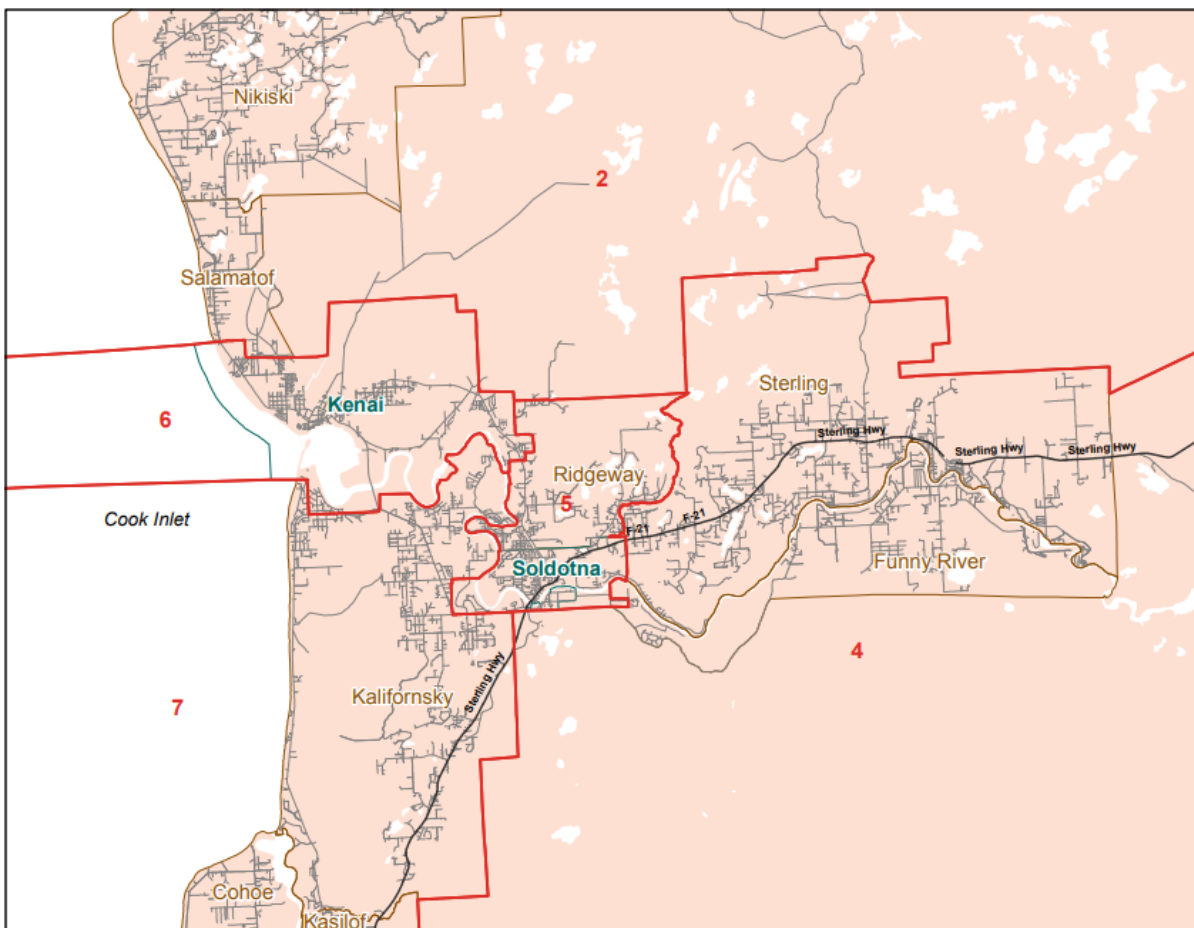 Nikiski
2
Salamatof
Sterling
Kenai
6
Sterling Hwy
Sterling Hwy
Sterling Hwy
Ridgeway
5
F-21
Cook Inlet
F-21
Funny River
Soldotna
4
Sterling Hwy
Kalifornsky
7
Cohoe
Kasilof